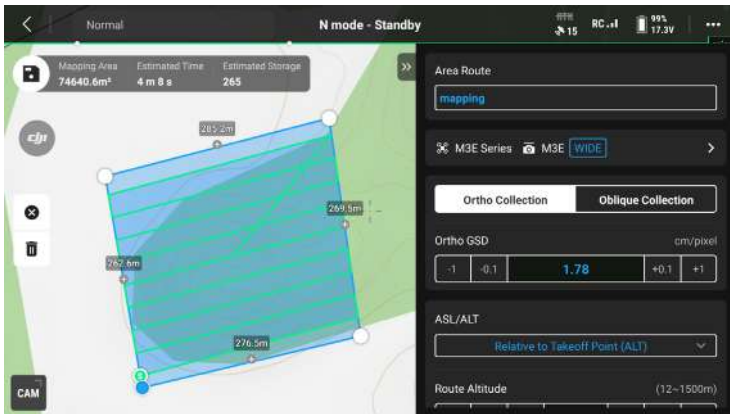 Normal
N mode - Standby
15
RC
99%
17.3V
Mapping Area
Estimated Time
Estimated Storage
74640.6m²
4 m 8 s
265
dji
285.2m
269.5m
262.6m
276.5m
S
CAM
Area Route
mapping
M3E Series
M3E
WIDE
Ortho Collection
Oblique Collection
Ortho GSD
cm/pixel
-1
-0.1
1.78
+0.1
+1
ASL/ALT
Relative to Takeoff Point (ALT)
Route Altitude
(12~1500m)